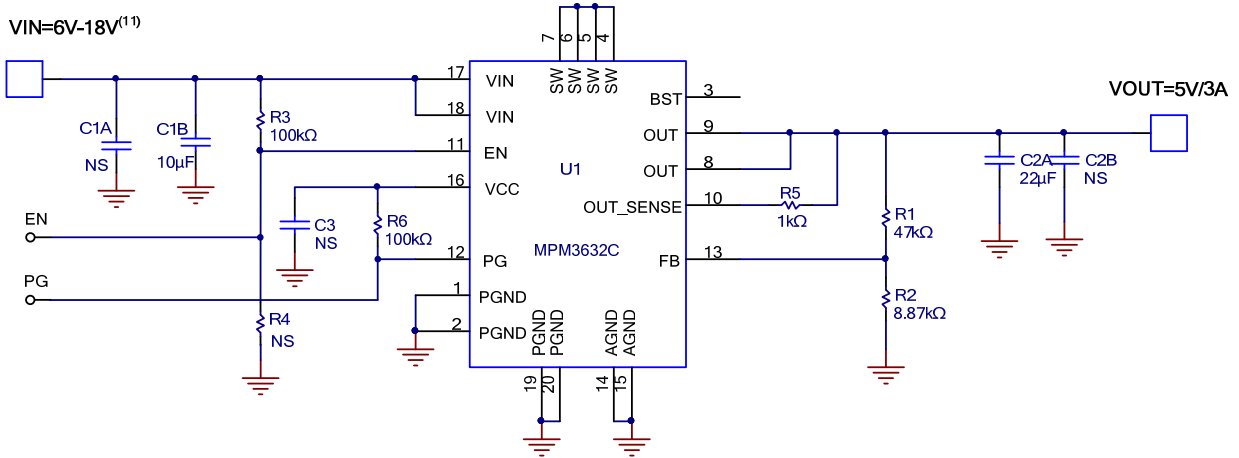 VIN=6V-18V(11)
7 6 5 4
SW SW SW SW
17 VIN
18 VIN
11 EN
16 VCC
12 PG
1 PGND
2 PGND
BST 3
OUT 9
OUT 8
OUT_SENSE 10
FB 13
U1
MPM3632C
PGND PGND AGND AGND
19 20 14 15
C1A
NS
C1B
10µF
R3
100kΩ
C3
NS
R6
100kΩ
EN
PG
R4
NS
VOUT=5V/3A
R5
1kΩ
R1
47kΩ
R2
8.87kΩ
C2A
22µF
C2B
NS